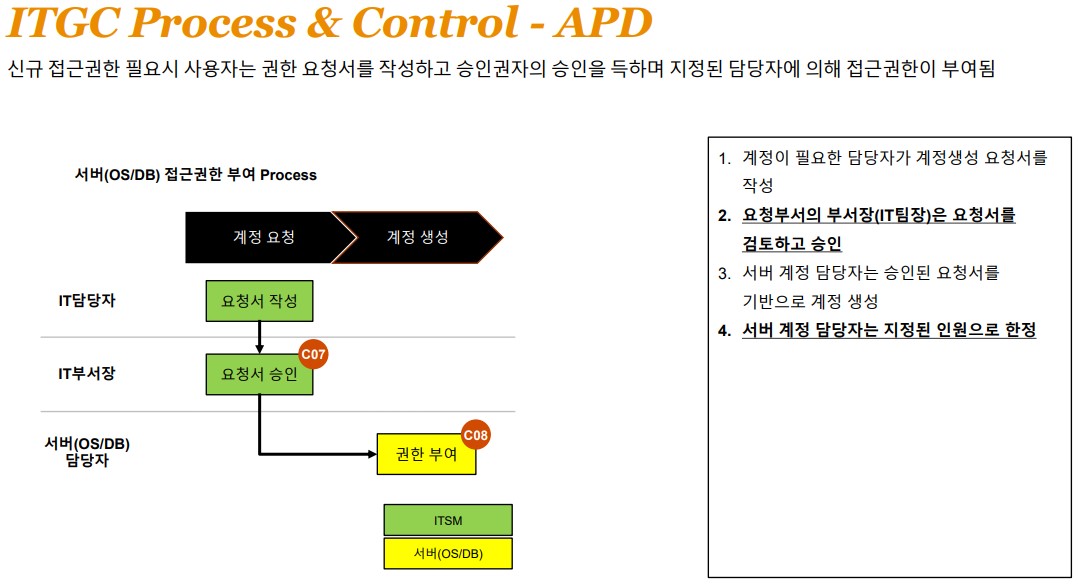 ITGC Process & Control - APD
신규 접근권한 필요시 사용자는 권한 요청서를 작성하고 승인권자의 승인을 득하며 지정된 담당자에 의해 접근권한이 부여됨
서버(OS/DB) 접근권한 부여 Process
계정 요청
계정 생성
IT담당자
요청서 작성
C07
IT부서장
요청서 승인
C08
서버(OS/DB)
담당자
권한 부여
ITSM
서버(OS/DB)
1. 계정이 필요한 담당자가 계정생성 요청서를
작성
2. 요청부서의 부서장(IT팀장)은 요청서를
검토하고 승인
3. 서버 계정 담당자는 승인된 요청서를
기반으로 계정 생성
4. 서버 계정 담당자는 지정된 인원으로 한정